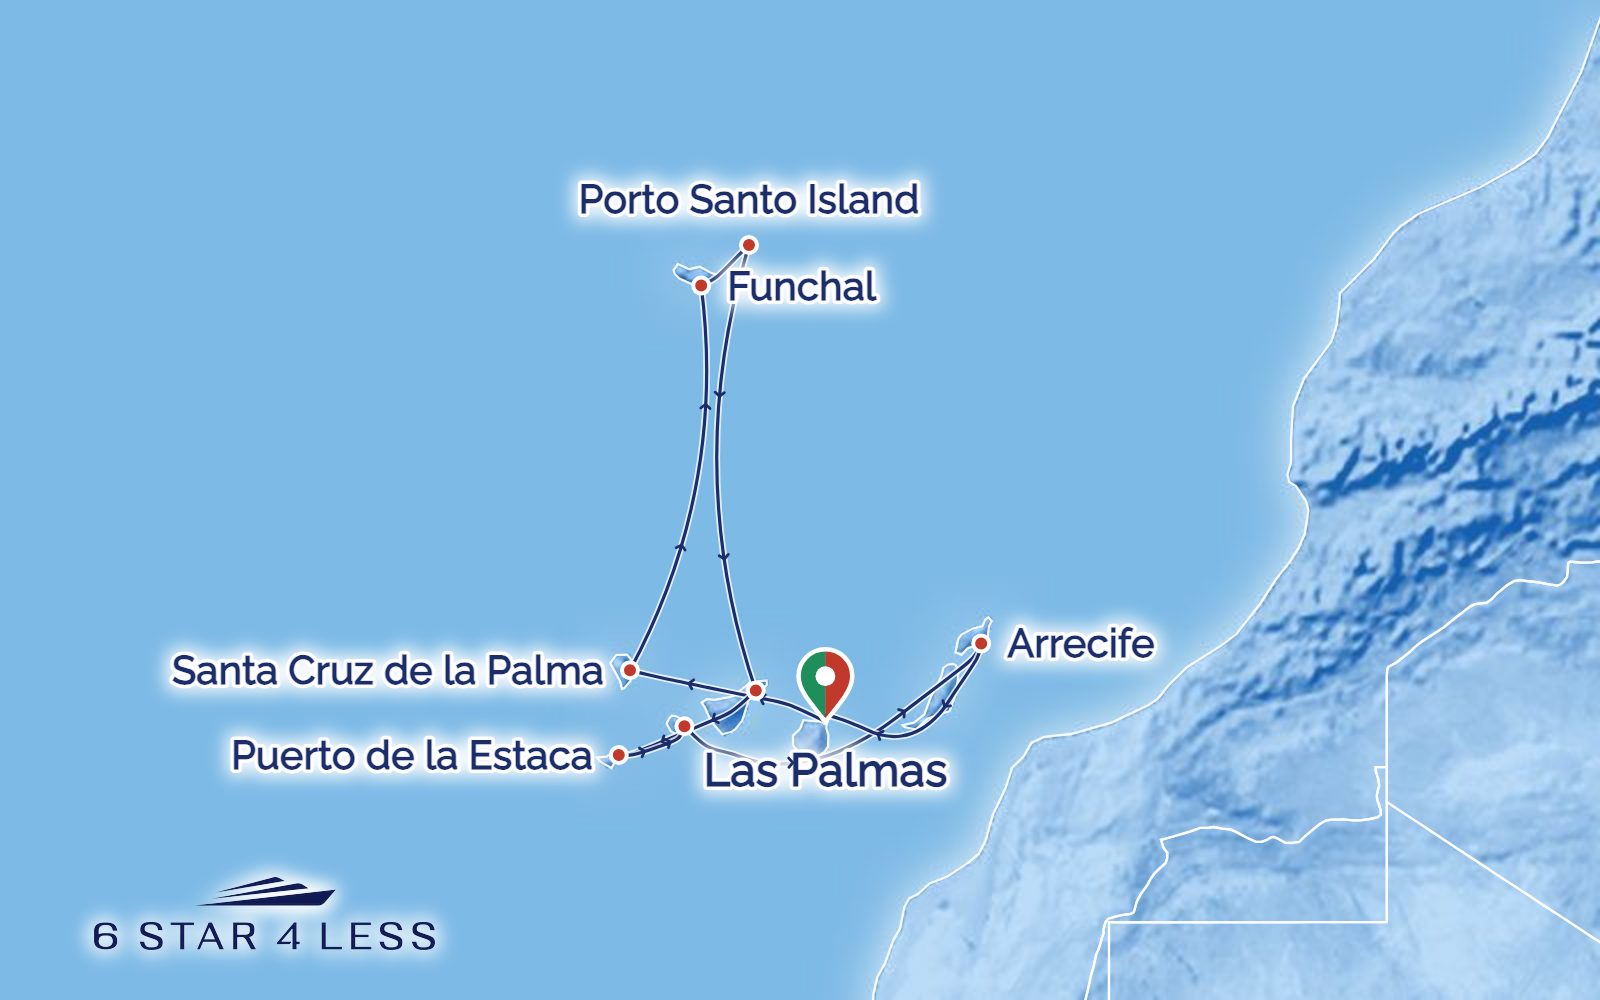 Porto Santo Island
Funchal
Arrecife
Santa Cruz de la Palma
Puerto de la Estaca
Las Palmas
6 STAR 4 LESS